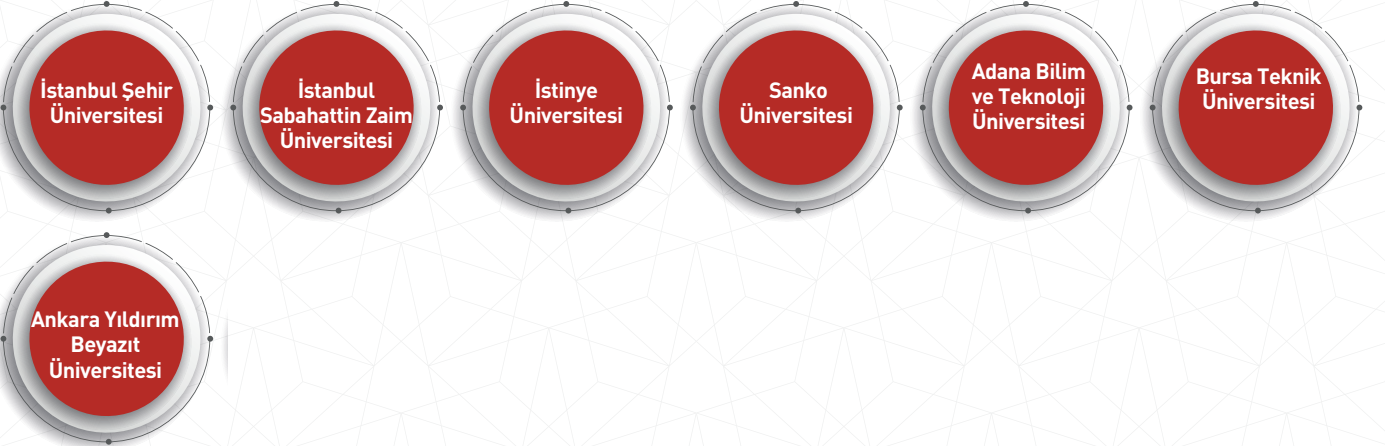 İstanbul Şehir
Üniversitesi
İstanbul
Sabahattin Zaim
Üniversitesi
İstinye
Üniversitesi
Sanko
Üniversitesi
Adana Bilim
ve Teknoloji
Üniversitesi
Bursa Teknik
Üniversitesi
Ankara Yıldırım
Beyazıt
Üniversitesi